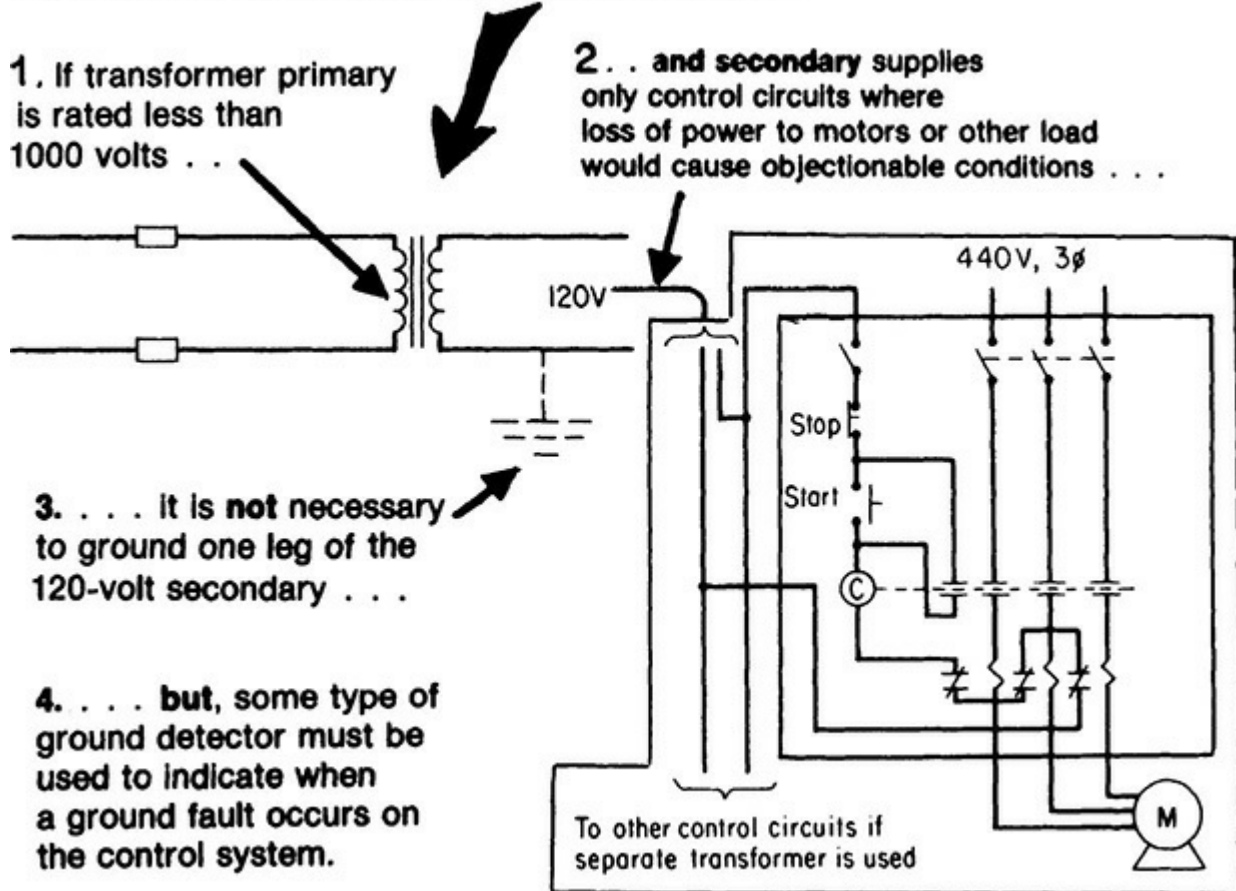 1. If transformer primary
is rated less than
1000 volts . .
2 . . and secondary supplies
only control circuits where
loss of power to motors or other load
would cause objectionable conditions . . .
120V
440V, 3ø
Stop
Start
C
3. . . . it is not necessary
to ground one leg of the
120-volt secondary . . .
4. . . . but, some type of
ground detector must be
used to indicate when
a ground fault occurs on
the control system.
M
To other control circuits if
separate transformer is used